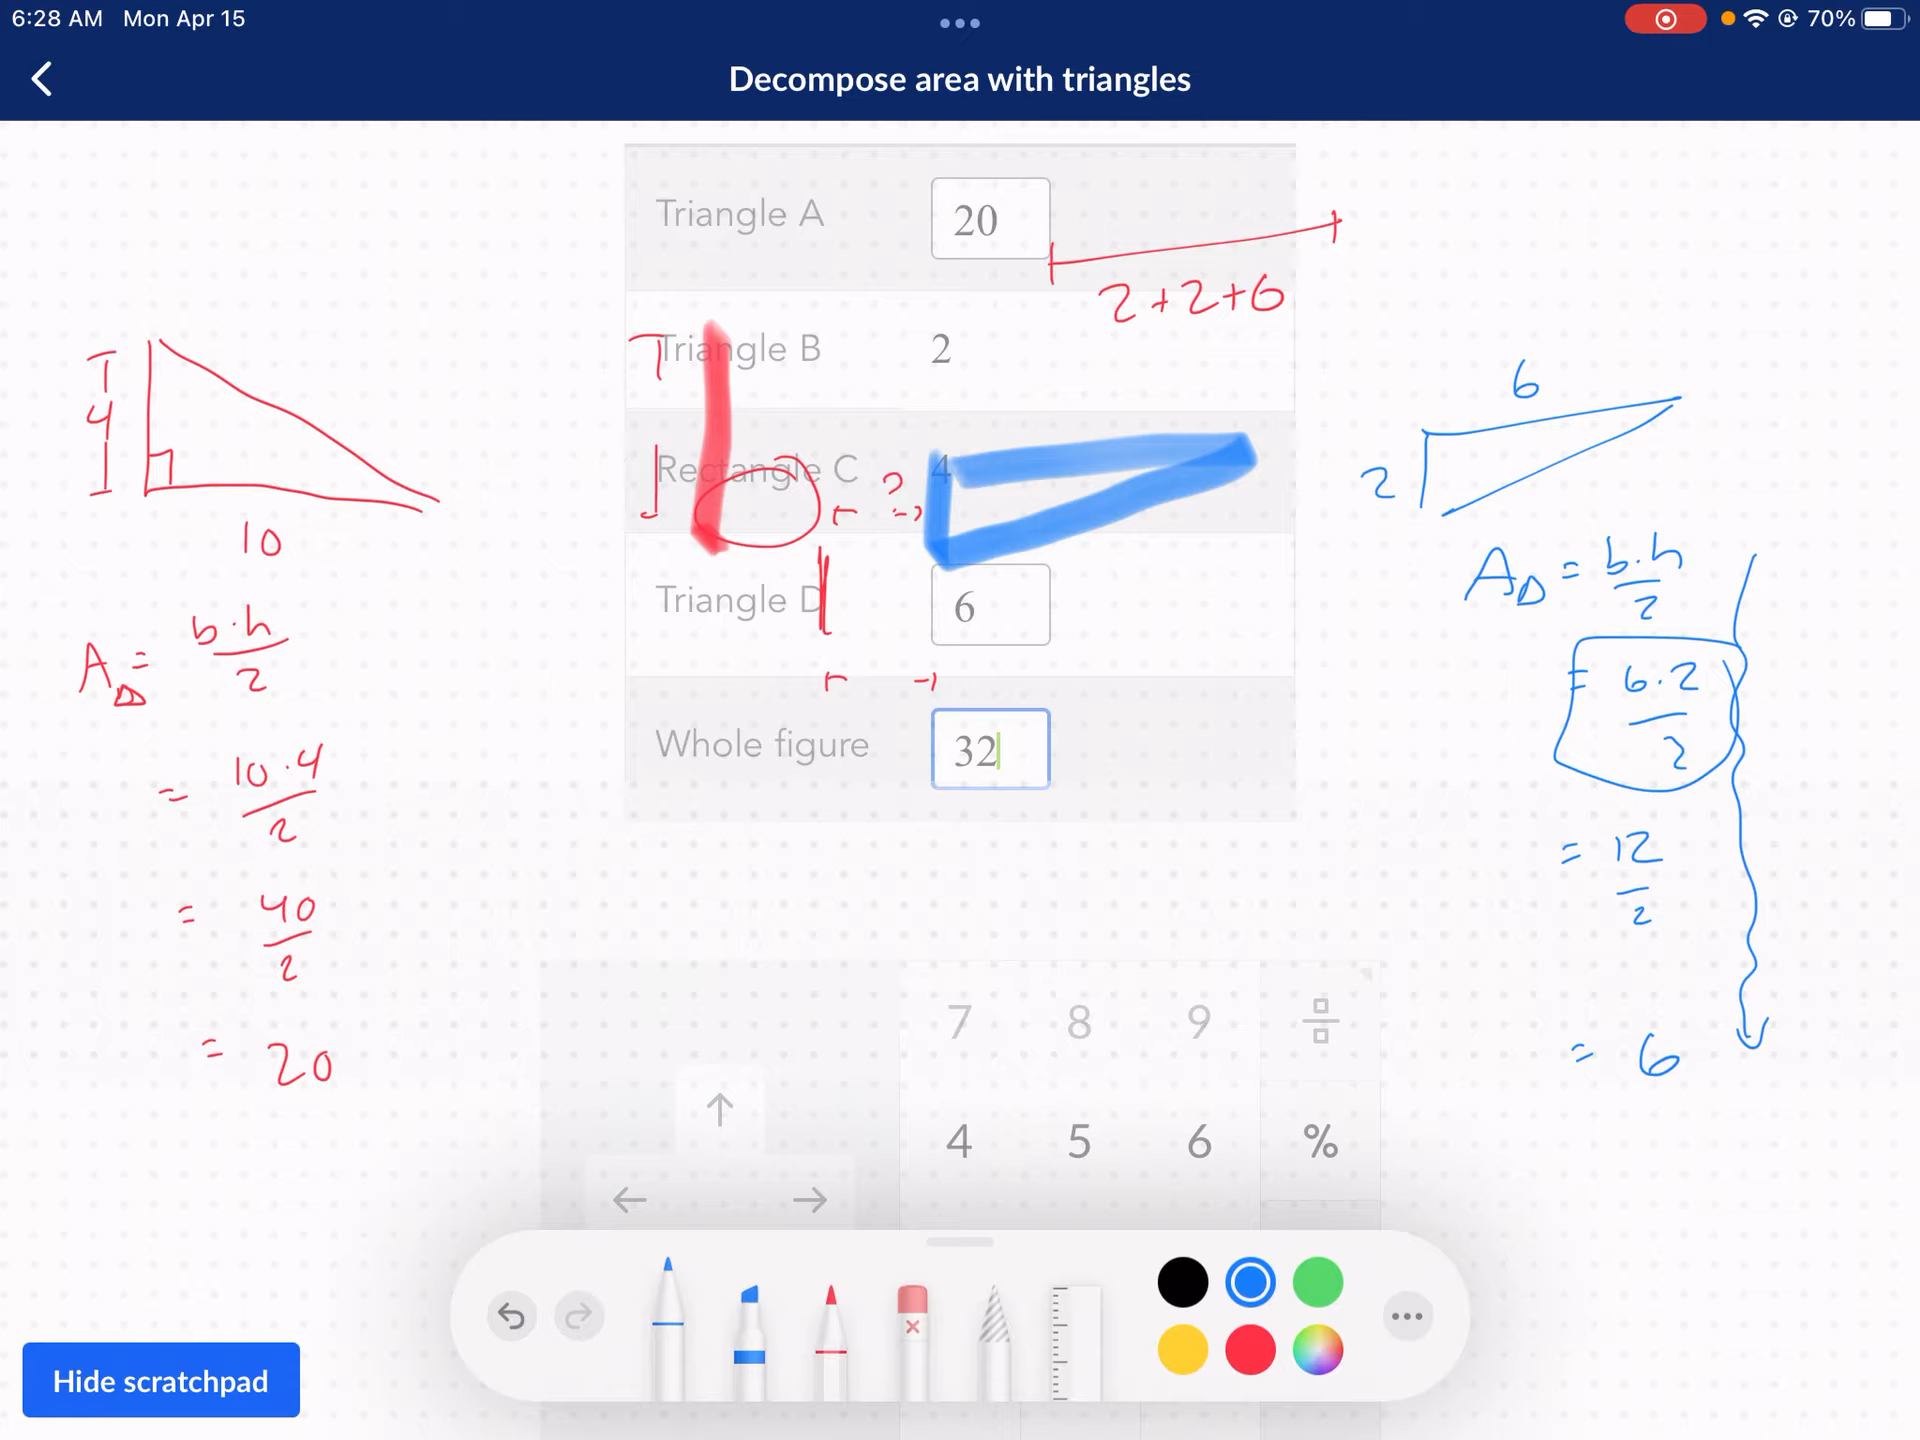 6:28 AM Mon Apr 15
70%
Decompose area with triangles
Triangle A 20
2+2+6
Triangle B 2
Rectangle C 4
?
Triangle D 6
Whole figure 32
4
10
A = b·h
2
= 10·4
2
= 40
2
= 20
6
2
A = b·h
2
= 6·2
2
= 12
2
= 6
7 8 9
4 5 6 %
Hide scratchpad